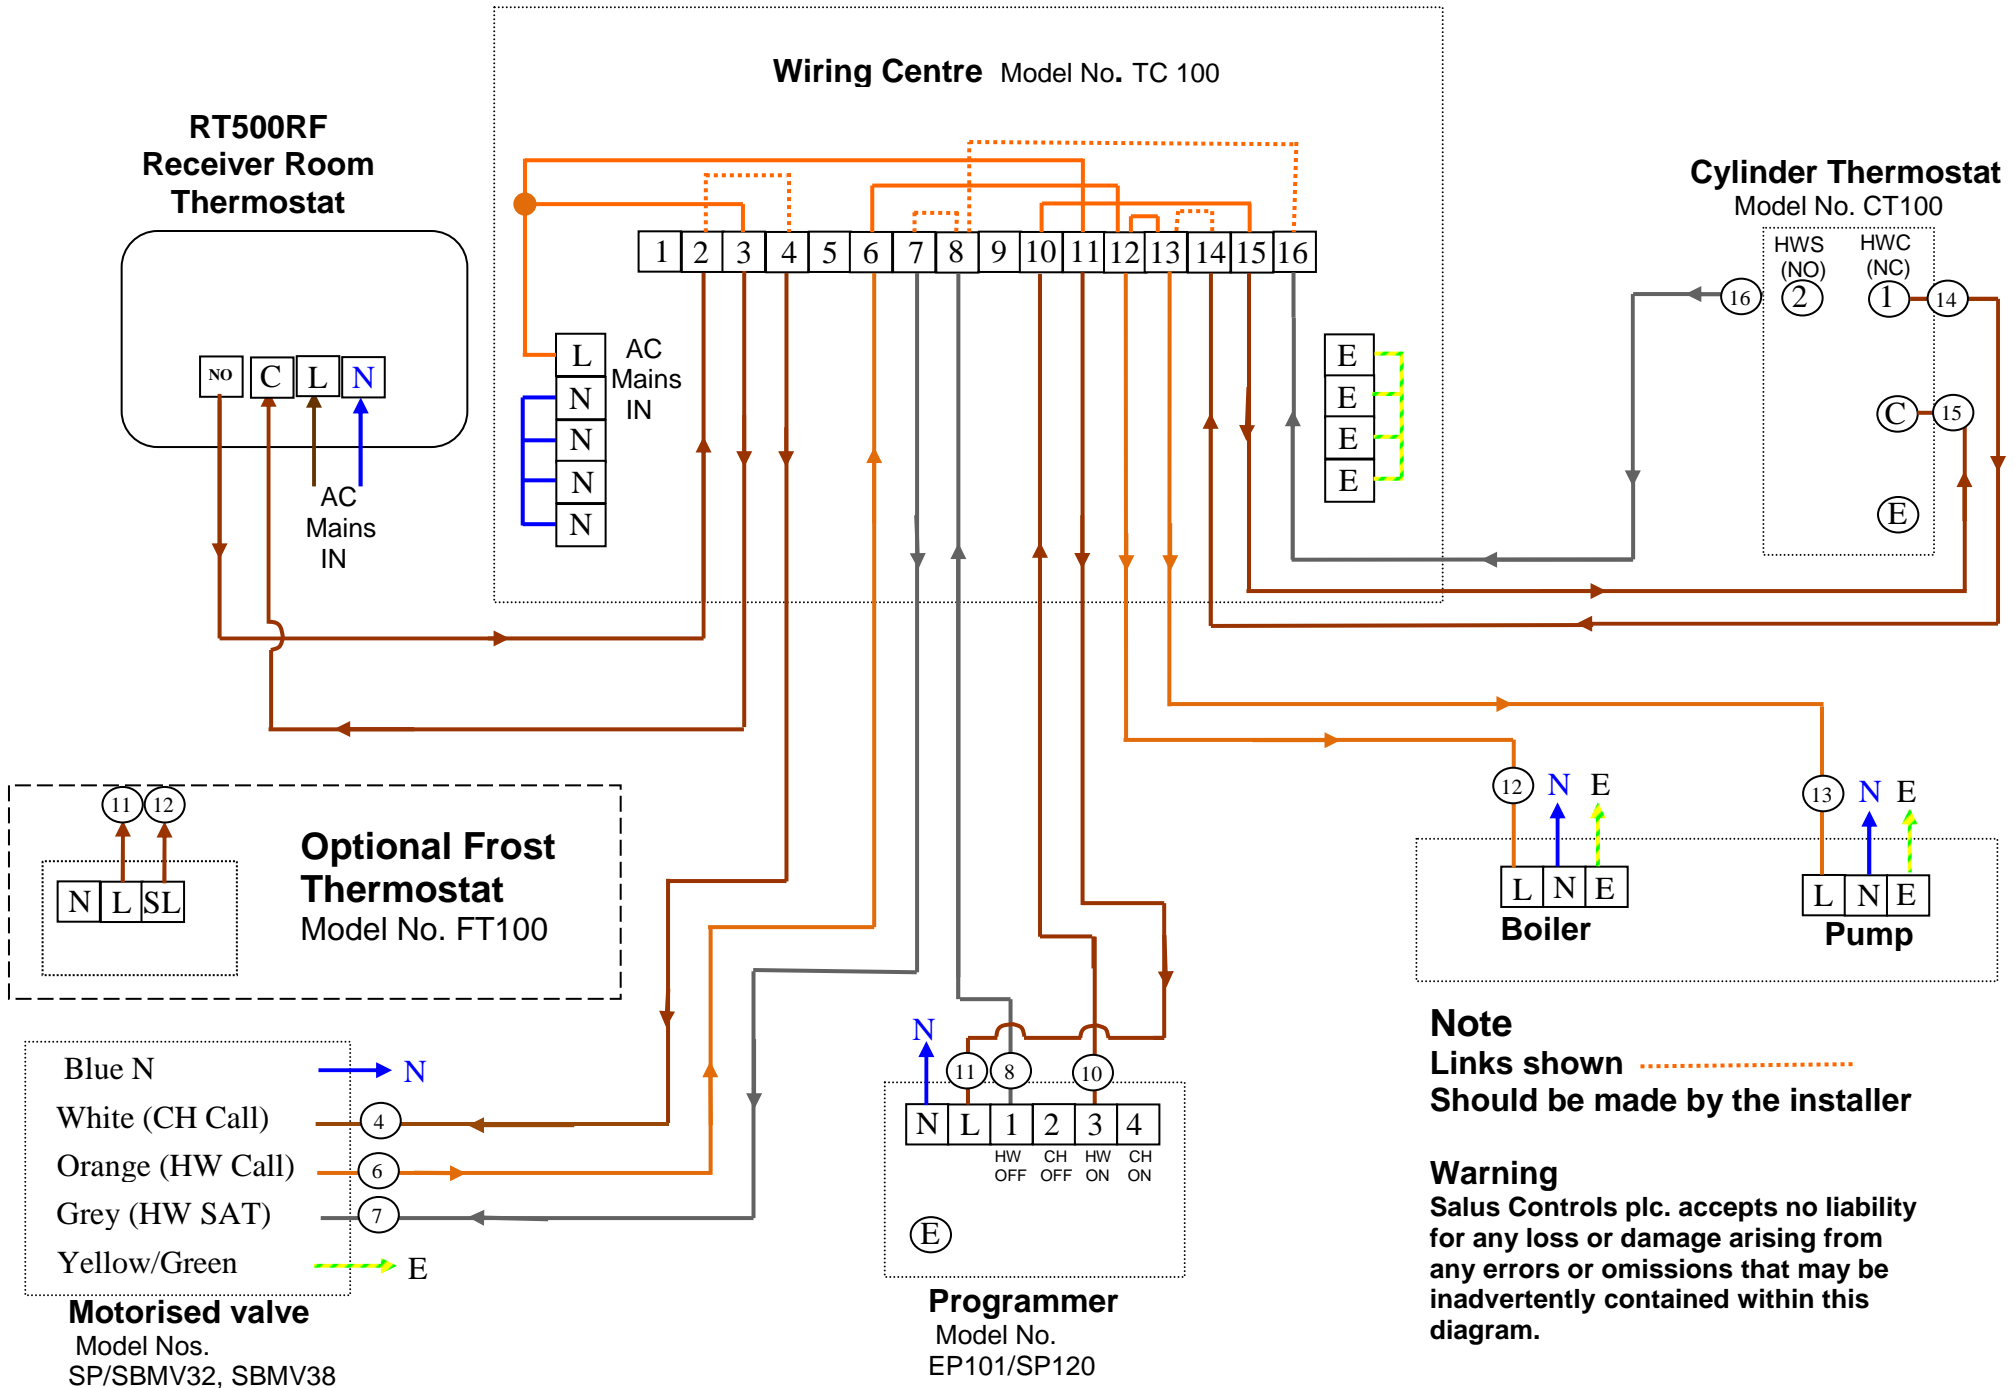 Wiring Centre Model No. TC 100
RT500RF
Receiver Room
Thermostat
NO C L N
AC
Mains
IN
1 2 3 4 5 6 7 8 9 10 11 12 13 14 15 16
L
N
N
N
N
AC
Mains
IN
E
E
E
E
Cylinder Thermostat
Model No. CT100
HWS HWC
(NO) (NC)
16 2 1 14
C 15
E
11 12
N L SL
Optional Frost
Thermostat
Model No. FT100
12 N E
L N E
Boiler
13 N E
L N E
Pump
Blue N N
White (CH Call) 4
Orange (HW Call) 6
Grey (HW SAT) 7
Yellow/Green E
Motorised valve
Model Nos.
SP/SBMV32, SBMV38
N
11 8 10
N L 1 2 3 4
HW CH HW CH
OFF OFF ON ON
E
Programmer
Model No.
EP101/SP120
Note
Links shown
Should be made by the installer
Warning
Salus Controls plc. accepts no liability
for any loss or damage arising from
any errors or omissions that may be
inadvertently contained within this
diagram.